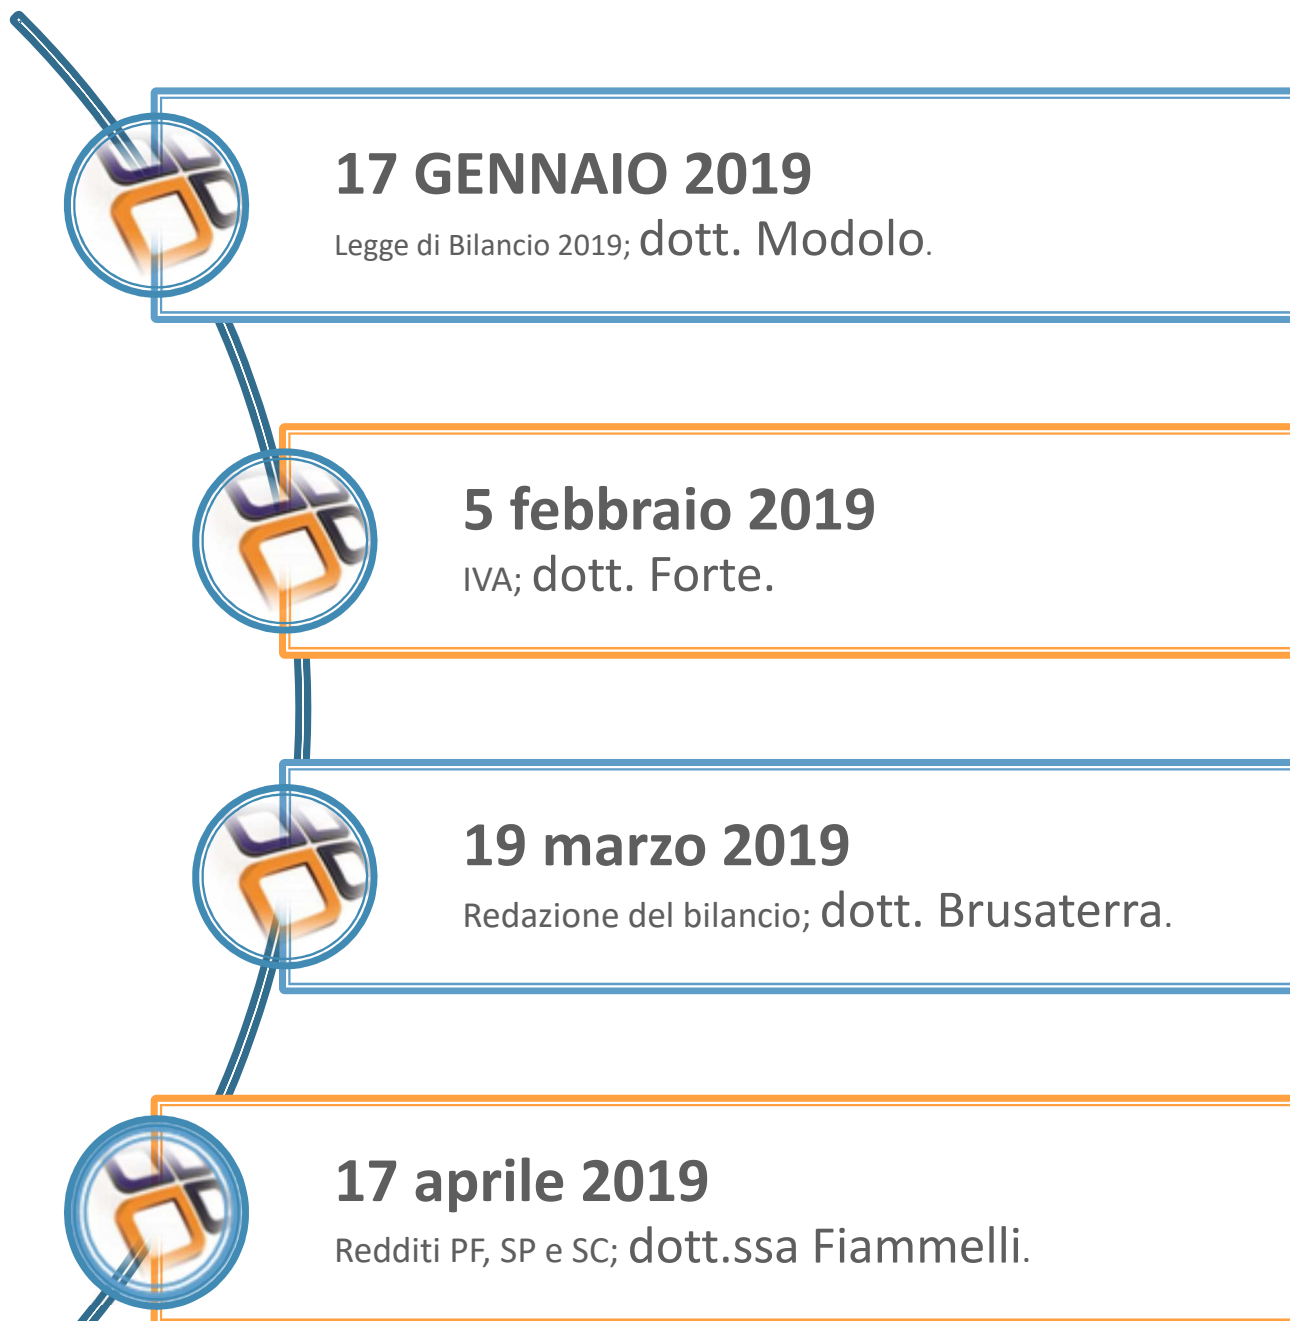 17 GENNAIO 2019
Legge di Bilancio 2019; dott. Modolo.
5 febbraio 2019
IVA; dott. Forte.
19 marzo 2019
Redazione del bilancio; dott. Brusaterra.
17 aprile 2019
Redditi PF, SP e SC; dott.ssa Fiammelli.